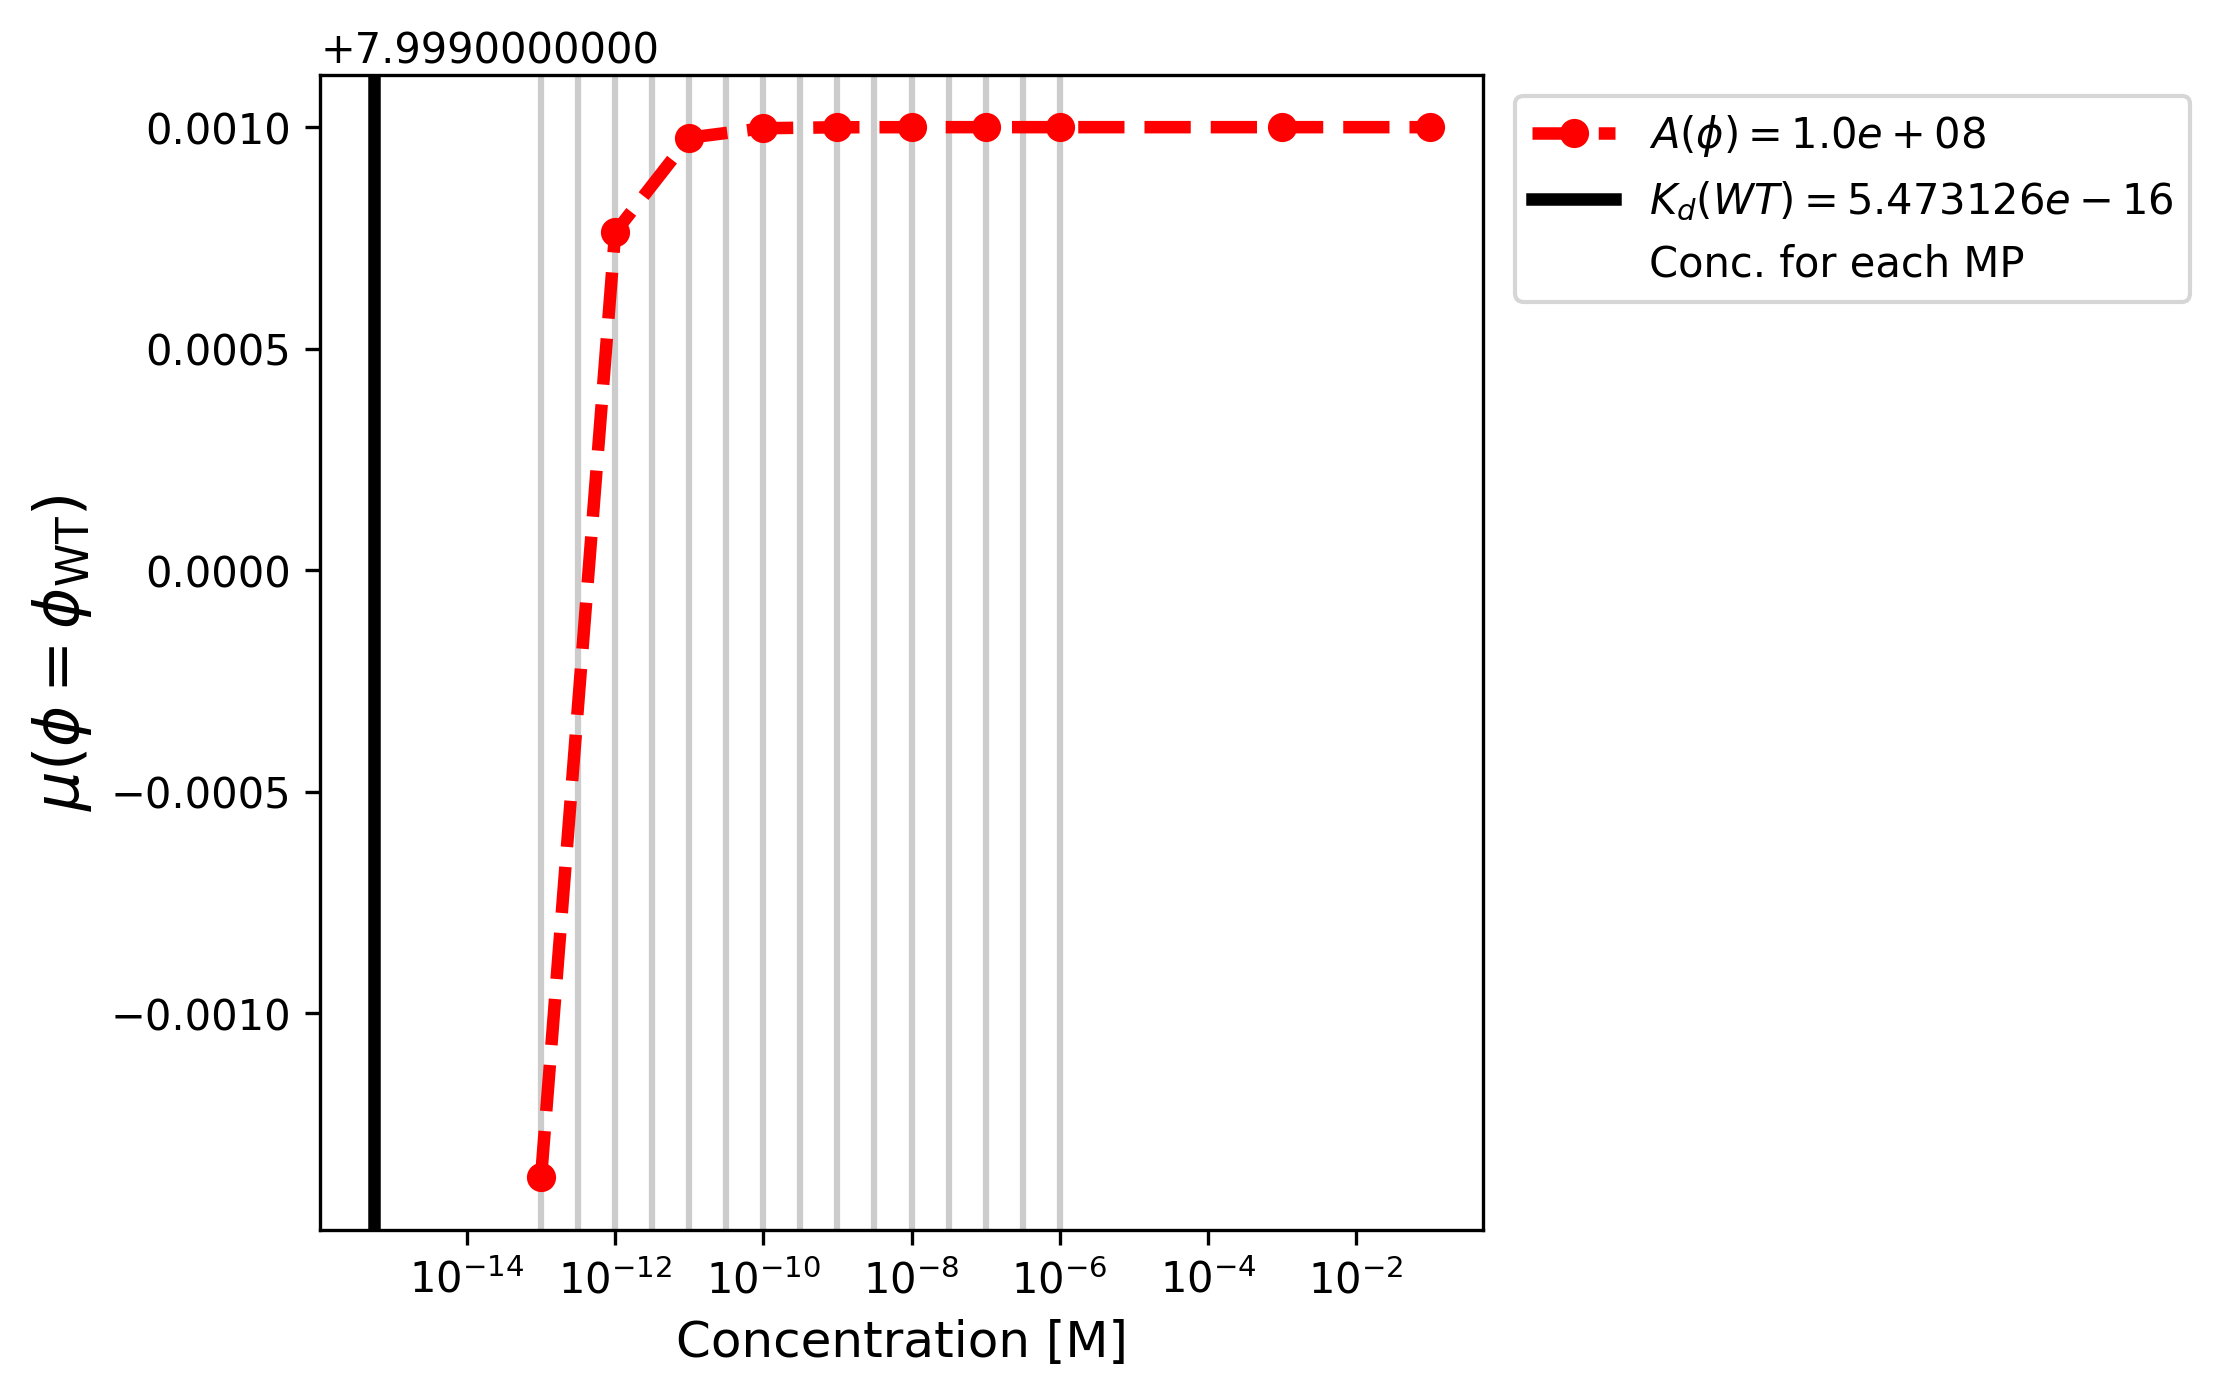 +7.9990000000
0.0010
0.0005
0.0000
−0.0005
−0.0010
μ(ϕ = ϕ_WT)
10⁻¹⁴ 10⁻¹² 10⁻¹⁰ 10⁻⁸ 10⁻⁶ 10⁻⁴ 10⁻²
Concentration [M]
A(ϕ) = 1.0e + 08
K_d(WT) = 5.473126e − 16
Conc. for each MP